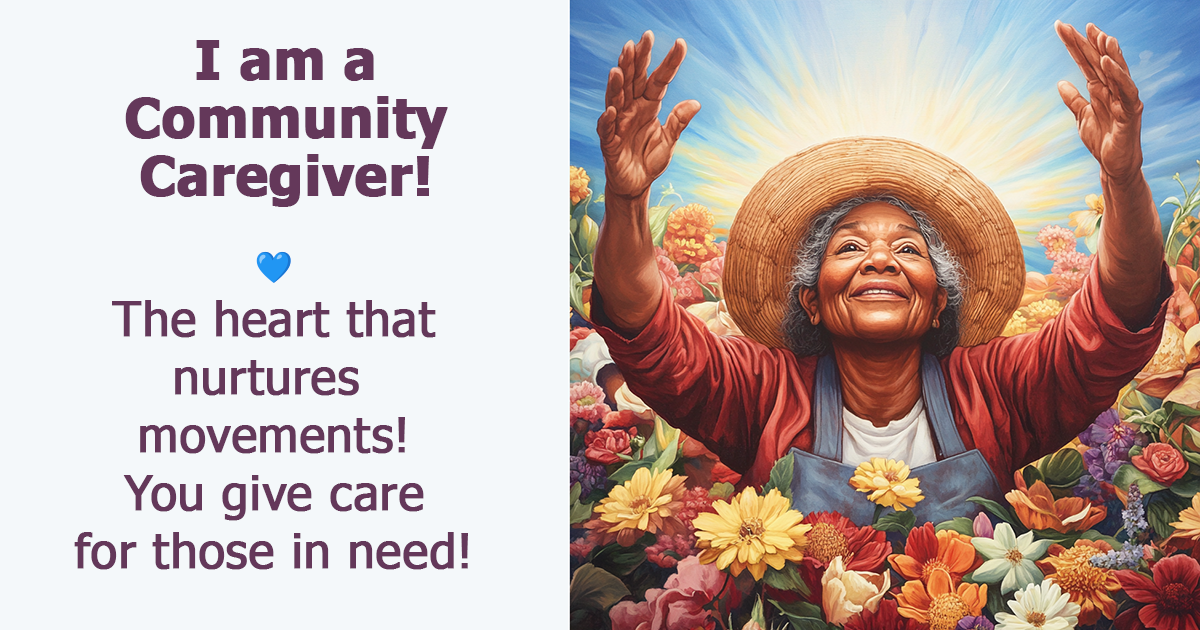 I am a
Community
Caregiver!
💙
The heart that
nurtures
movements!
You give care
for those in need!